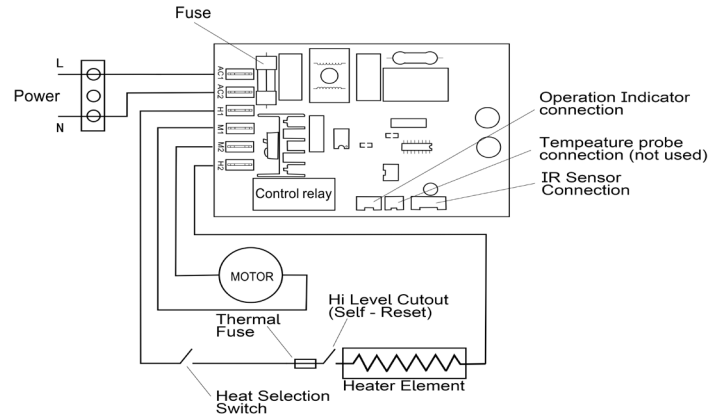 Fuse
L
Power
N
AC1
AC2
H1
M1
M2
H2
Control relay
Operation Indicator
connection
Tempeature probe
connection (not used)
IR Sensor
Connection
MOTOR
Hi Level Cutout
(Self - Reset)
Thermal
Fuse
Heater Element
Heat Selection
Switch